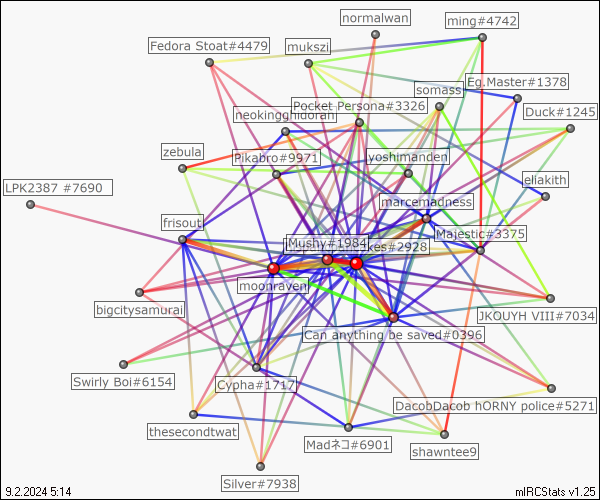 normalwan
ming#4742
Fedora Stoat#4479
mukszi
Eg.Master#1378
somass
Pocket Persona#3326
neokingghidorah
Duck#1245
zebula
Pikabro#9971
yoshimanden
eliakith
LPK2387 #7690
marcemadness
frisout
Majestic#3375
Mushy#1984
kes#2928
moonraven
bigcitysamurai
JKOUYH VIII#7034
Can anything be saved#0396
Swirly Boi#6154
Cypha#1717
DacobDacob hORNY police#5271
thesecondtwat
Madネコ#6901
shawntee9
Silver#7938
9.2.2024 5:14
mIRCStats v1.25